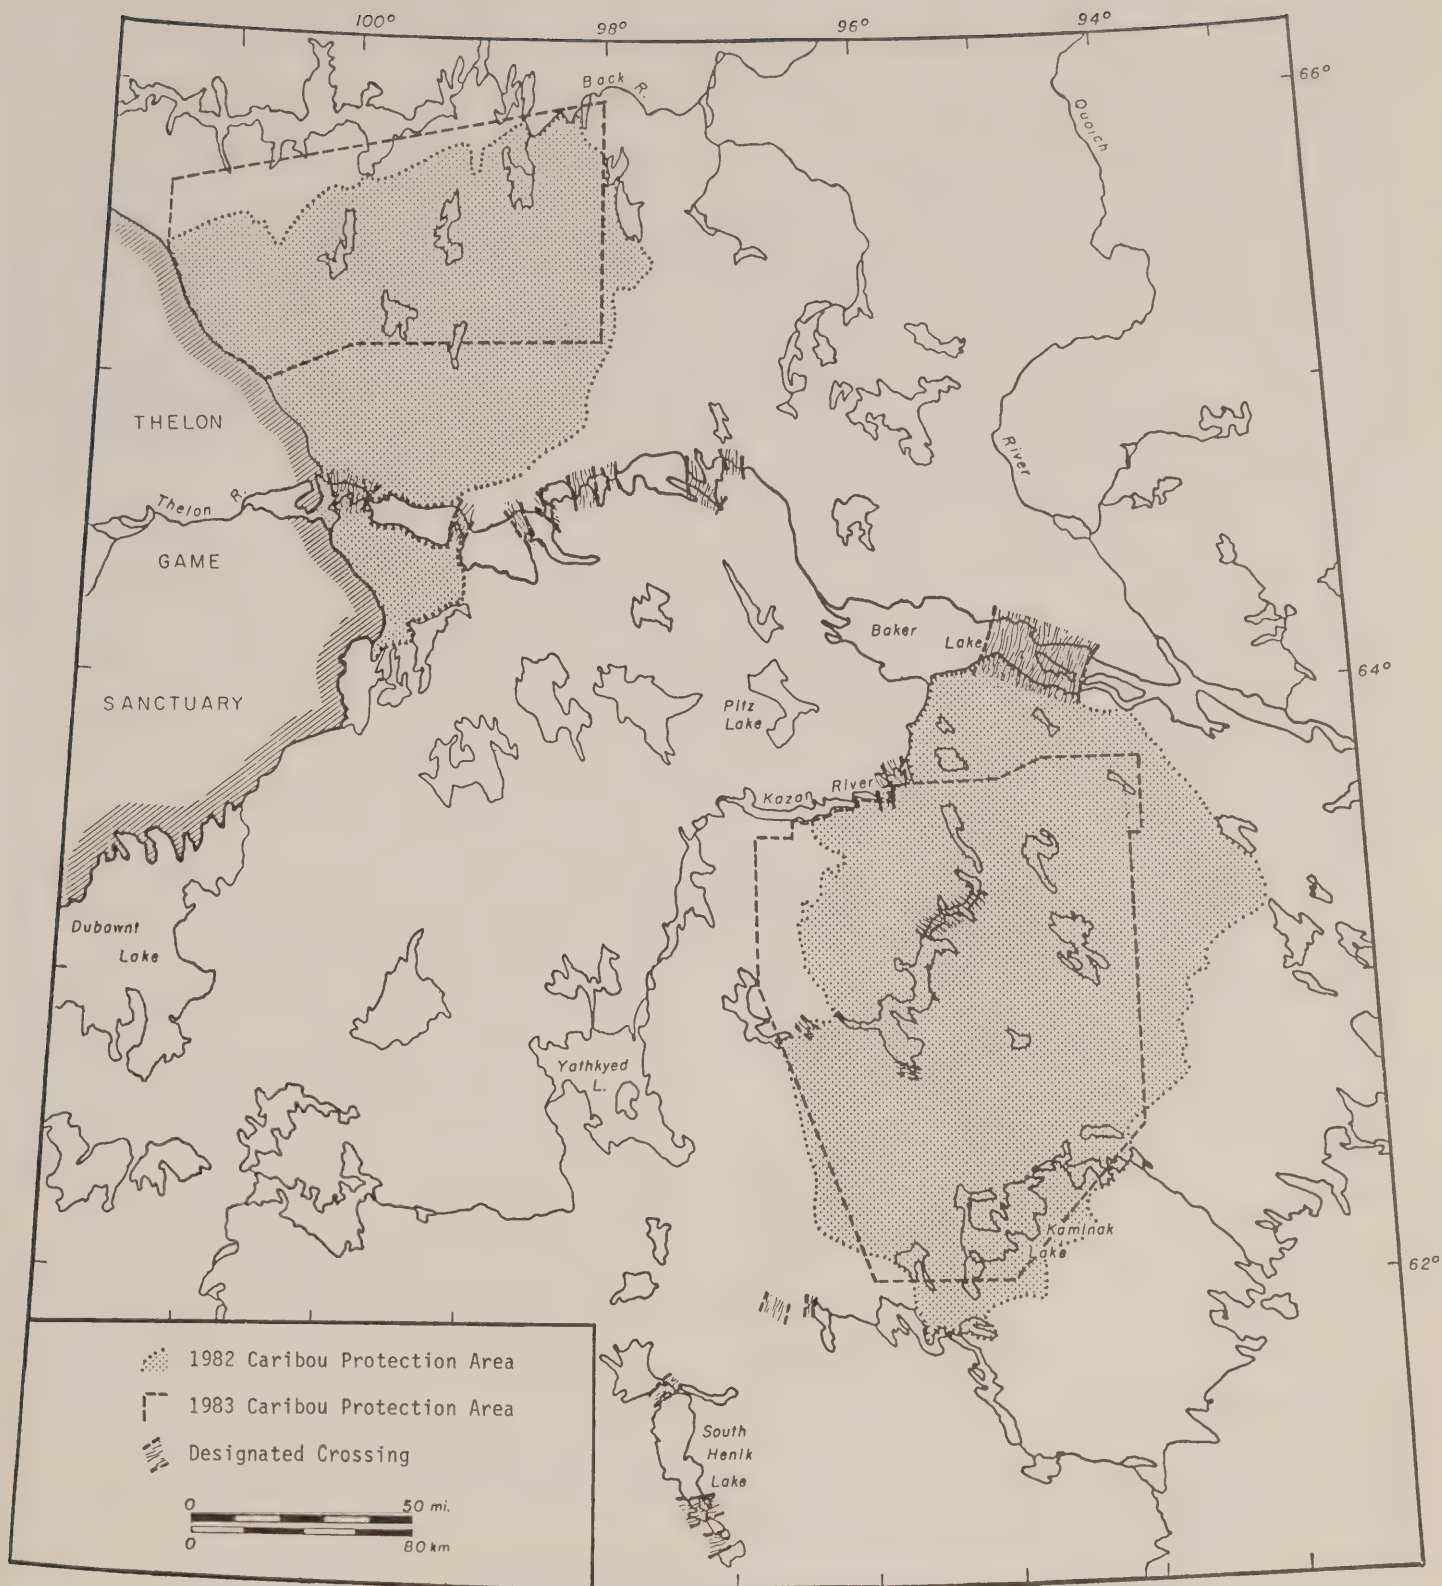 100°
98°
96°
94°
66°
Back R.
Quoich
River
THELON
Thelon R.
GAME
SANCTUARY
Baker
Lake
64°
Pitz
Lake
Kazan River
Dubawnt
Lake
Yathkyed
L.
Kaminak
Lake
62°
1982 Caribou Protection Area
1983 Caribou Protection Area
Designated Crossing
0 50 mi.
0 80 km
South
Henik
Lake